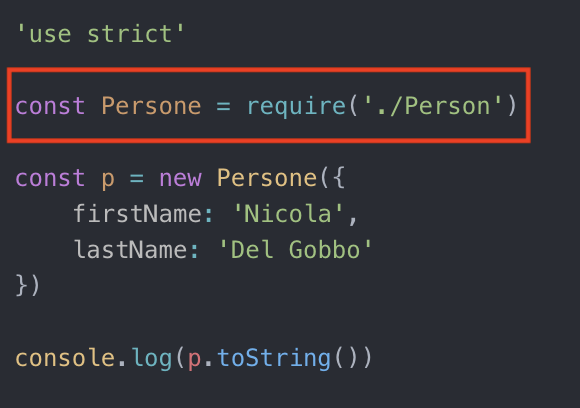 'use strict'
const Persone = require('./Person')
const p = new Persone({
    firstName: 'Nicola',
    lastName: 'Del Gobbo'
})
console.log(p.toString())